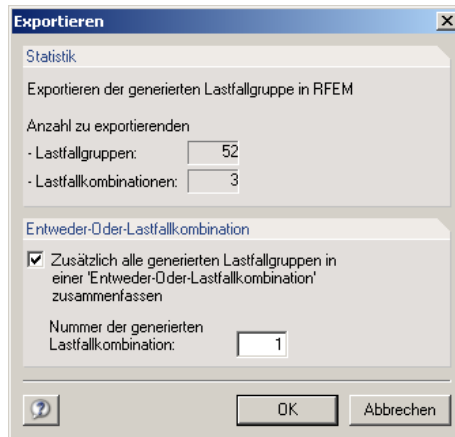 Exportieren
Statistik
Exportieren der generierten Lastfallgruppe in RFEM
Anzahl zu exportierenden
- Lastfallgruppen: 52
- Lastfallkombinationen: 3
Entweder-Oder-Lastfallkombination
Zusätzlich alle generierten Lastfallgruppen in
einer 'Entweder-Oder-Lastfallkombination'
zusammenfassen
Nummer der generierten
Lastfallkombination: 1
OK Abbrechen